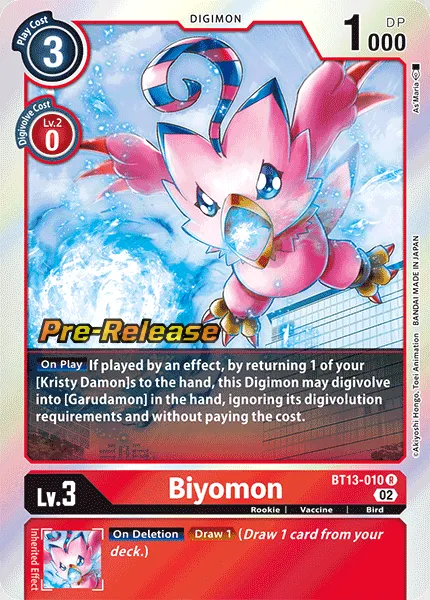 Play Cost
3
DIGIMON
DP
1000
Digivolve Cost
Lv.2
0
As'Maria
©Akiyoshi Hongo, Toei Animation BANDAI MADE IN JAPAN
Pre-Release
On Play If played by an effect, by returning 1 of your
[Kristy Damon]s to the hand, this Digimon may digivolve
into [Garudamon] in the hand, ignoring its digivolution
requirements and without paying the cost.
Lv.3
Biyomon
BT13-010 R
02
Rookie | Vaccine | Bird
Inherited Effect
On Deletion Draw 1 (Draw 1 card from your
deck.)